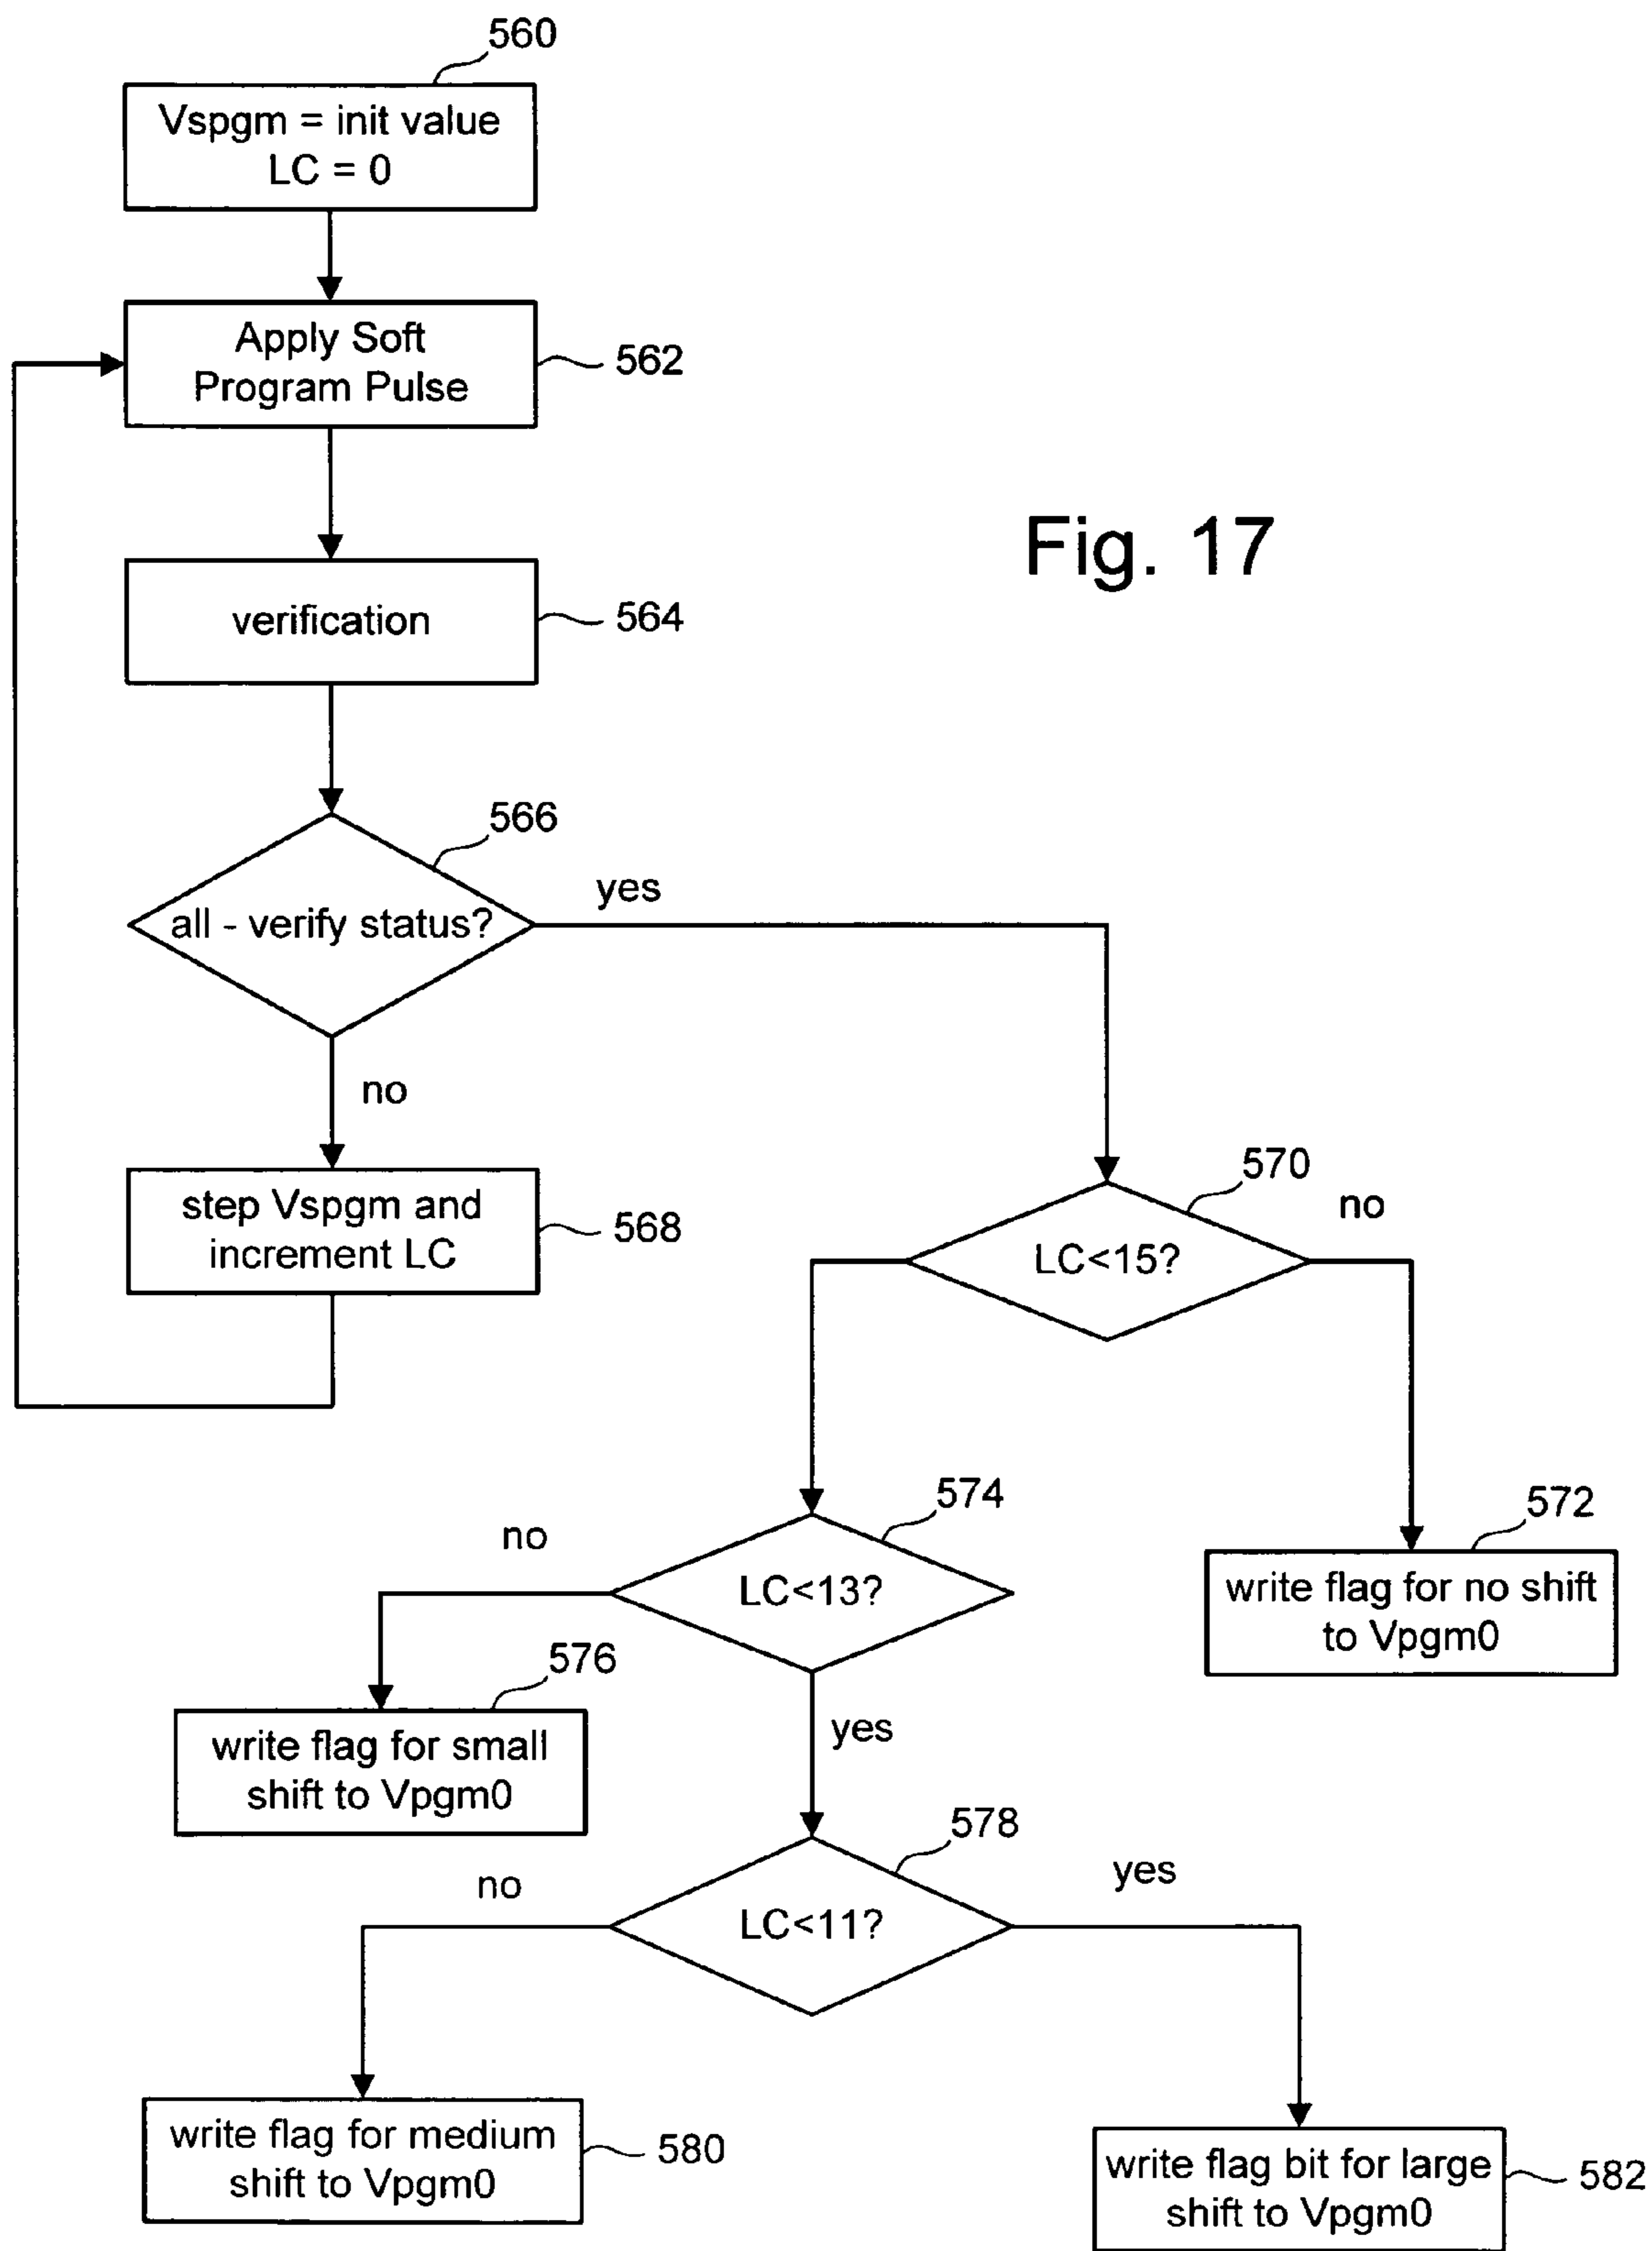 560
Vspgm = init value
LC = 0
Apply Soft
Program Pulse
562
Fig. 17
verification
564
566
all - verify status?
yes
no
step Vspgm and
increment LC
568
570
LC<15?
no
574
no
LC<13?
572
write flag for no shift
to Vpgm0
576
write flag for small
shift to Vpgm0
yes
578
no
LC<11?
yes
write flag for medium
shift to Vpgm0
580
write flag bit for large
shift to Vpgm0
582